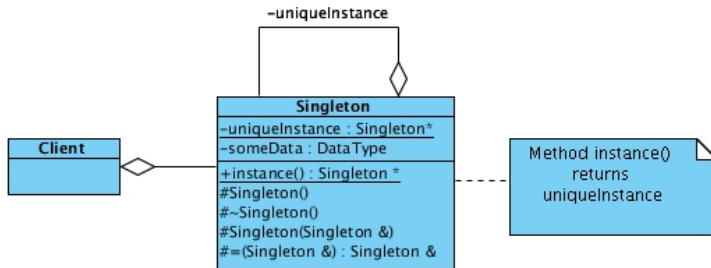 -uniqueInstance
Singleton
-uniqueInstance : Singleton*
-someData : DataType
+instance() : Singleton *
#Singleton()
#~Singleton()
#Singleton(Singleton &)
#=(Singleton &) : Singleton &
Client
Method instance()
returns
uniqueInstance